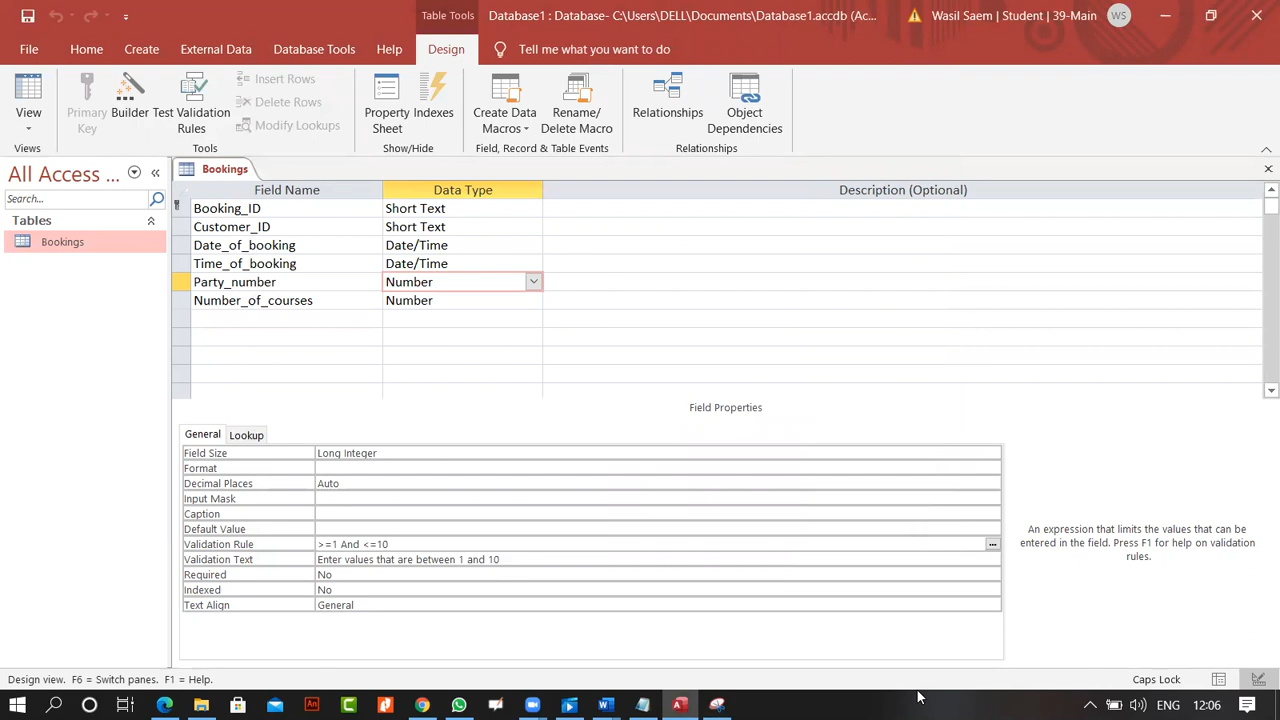 Table Tools
Database1 : Database- C:\Users\DELL\Documents\Database1.accdb (Ac...
Wasil Saem | Student | 39-Main
WS
File
Home
Create
External Data
Database Tools
Help
Design
Tell me what you want to do
View
Primary
Key
Builder
Test Validation
Rules
Insert Rows
Delete Rows
Modify Lookups
Property
Sheet
Indexes
Create Data
Macros
Rename/
Delete Macro
Relationships
Object
Dependencies
Views
Tools
Show/Hide
Field, Record & Table Events
Relationships
All Access ...
Search...
Tables
Bookings
Bookings
Field Name Data Type Description (Optional)
Booking_ID Short Text
Customer_ID Short Text
Date_of_booking Date/Time
Time_of_booking Date/Time
Party_number Number
Number_of_courses Number
Field Properties
General Lookup
Field Size Long Integer
Format
Decimal Places Auto
Input Mask
Caption
Default Value
Validation Rule >=1 And <=10
Validation Text Enter values that are between 1 and 10
Required No
Indexed No
Text Align General
An expression that limits the values that can be
entered in the field. Press F1 for help on validation
rules.
Design view. F6 = Switch panes. F1 = Help.
Caps Lock
An
C
ENG
12:06